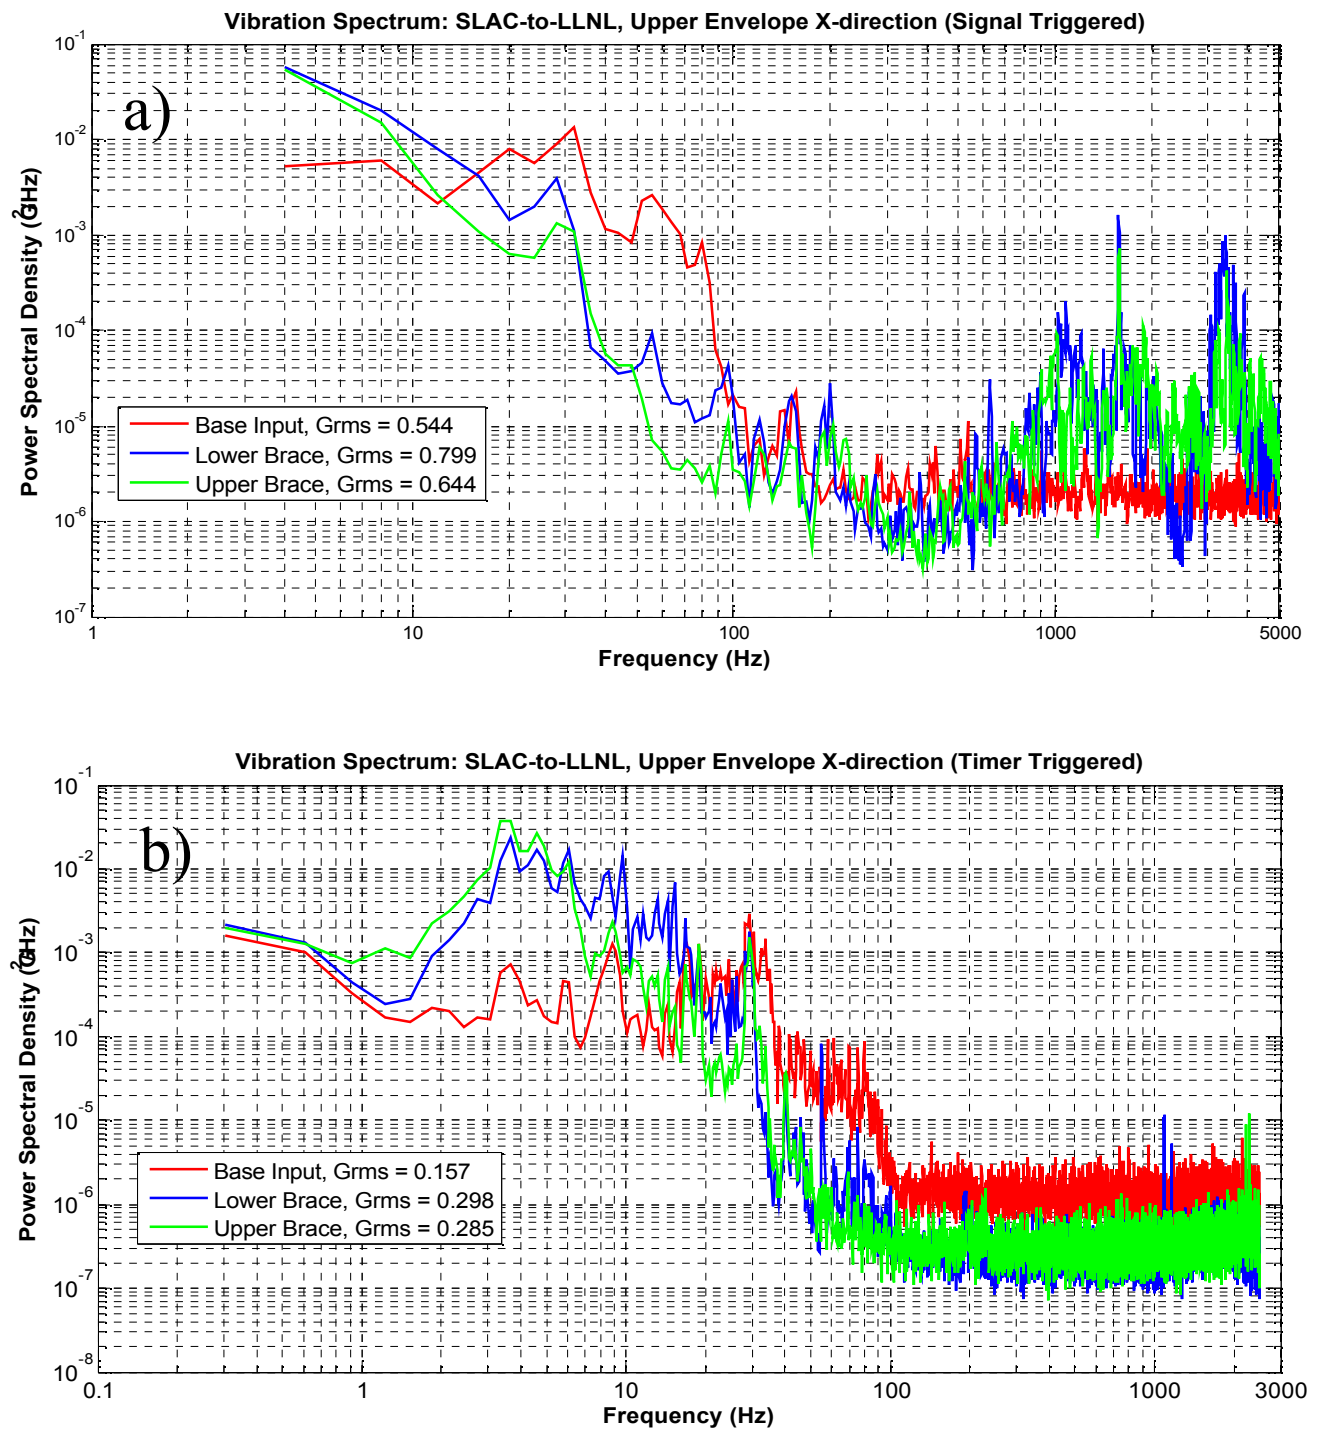 Vibration Spectrum: SLAC-to-LLNL, Upper Envelope X-direction (Signal Triggered)
a)
10^-1
10^-2
10^-3
10^-4
10^-5
10^-6
10^-7
Power Spectral Density (G^2/Hz)
Base Input, Grms = 0.544
Lower Brace, Grms = 0.799
Upper Brace, Grms = 0.644
1 10 100 1000 5000
Frequency (Hz)
Vibration Spectrum: SLAC-to-LLNL, Upper Envelope X-direction (Timer Triggered)
b)
10^-1
10^-2
10^-3
10^-4
10^-5
10^-6
10^-7
10^-8
Power Spectral Density (G^2/Hz)
Base Input, Grms = 0.157
Lower Brace, Grms = 0.298
Upper Brace, Grms = 0.285
0.1 1 10 100 1000 3000
Frequency (Hz)